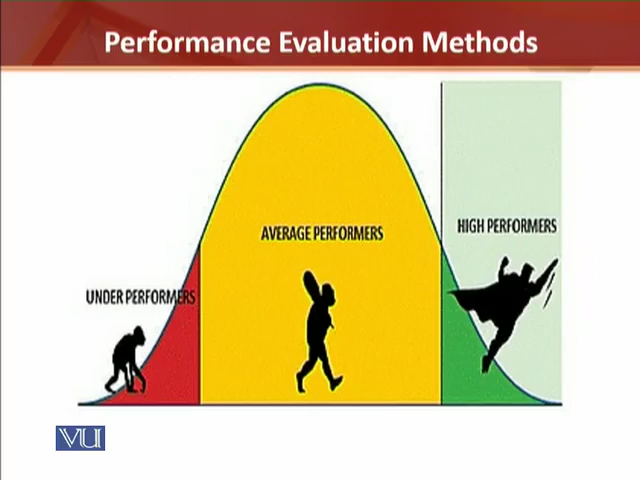 Performance Evaluation Methods
HIGH PERFORMERS
AVERAGE PERFORMERS
UNDER PERFORMERS
VU